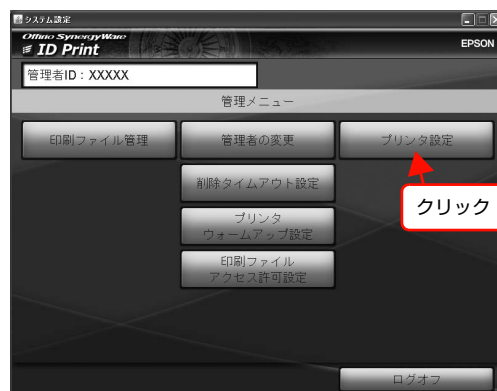 システム設定
Offirio SynergyWare
ID Print
EPSON
管理者ID：XXXXX
管理メニュー
印刷ファイル管理
管理者の変更
プリンタ設定
削除タイムアウト設定
クリック
プリンタ
ウォームアップ設定
印刷ファイル
アクセス許可設定
ログオフ